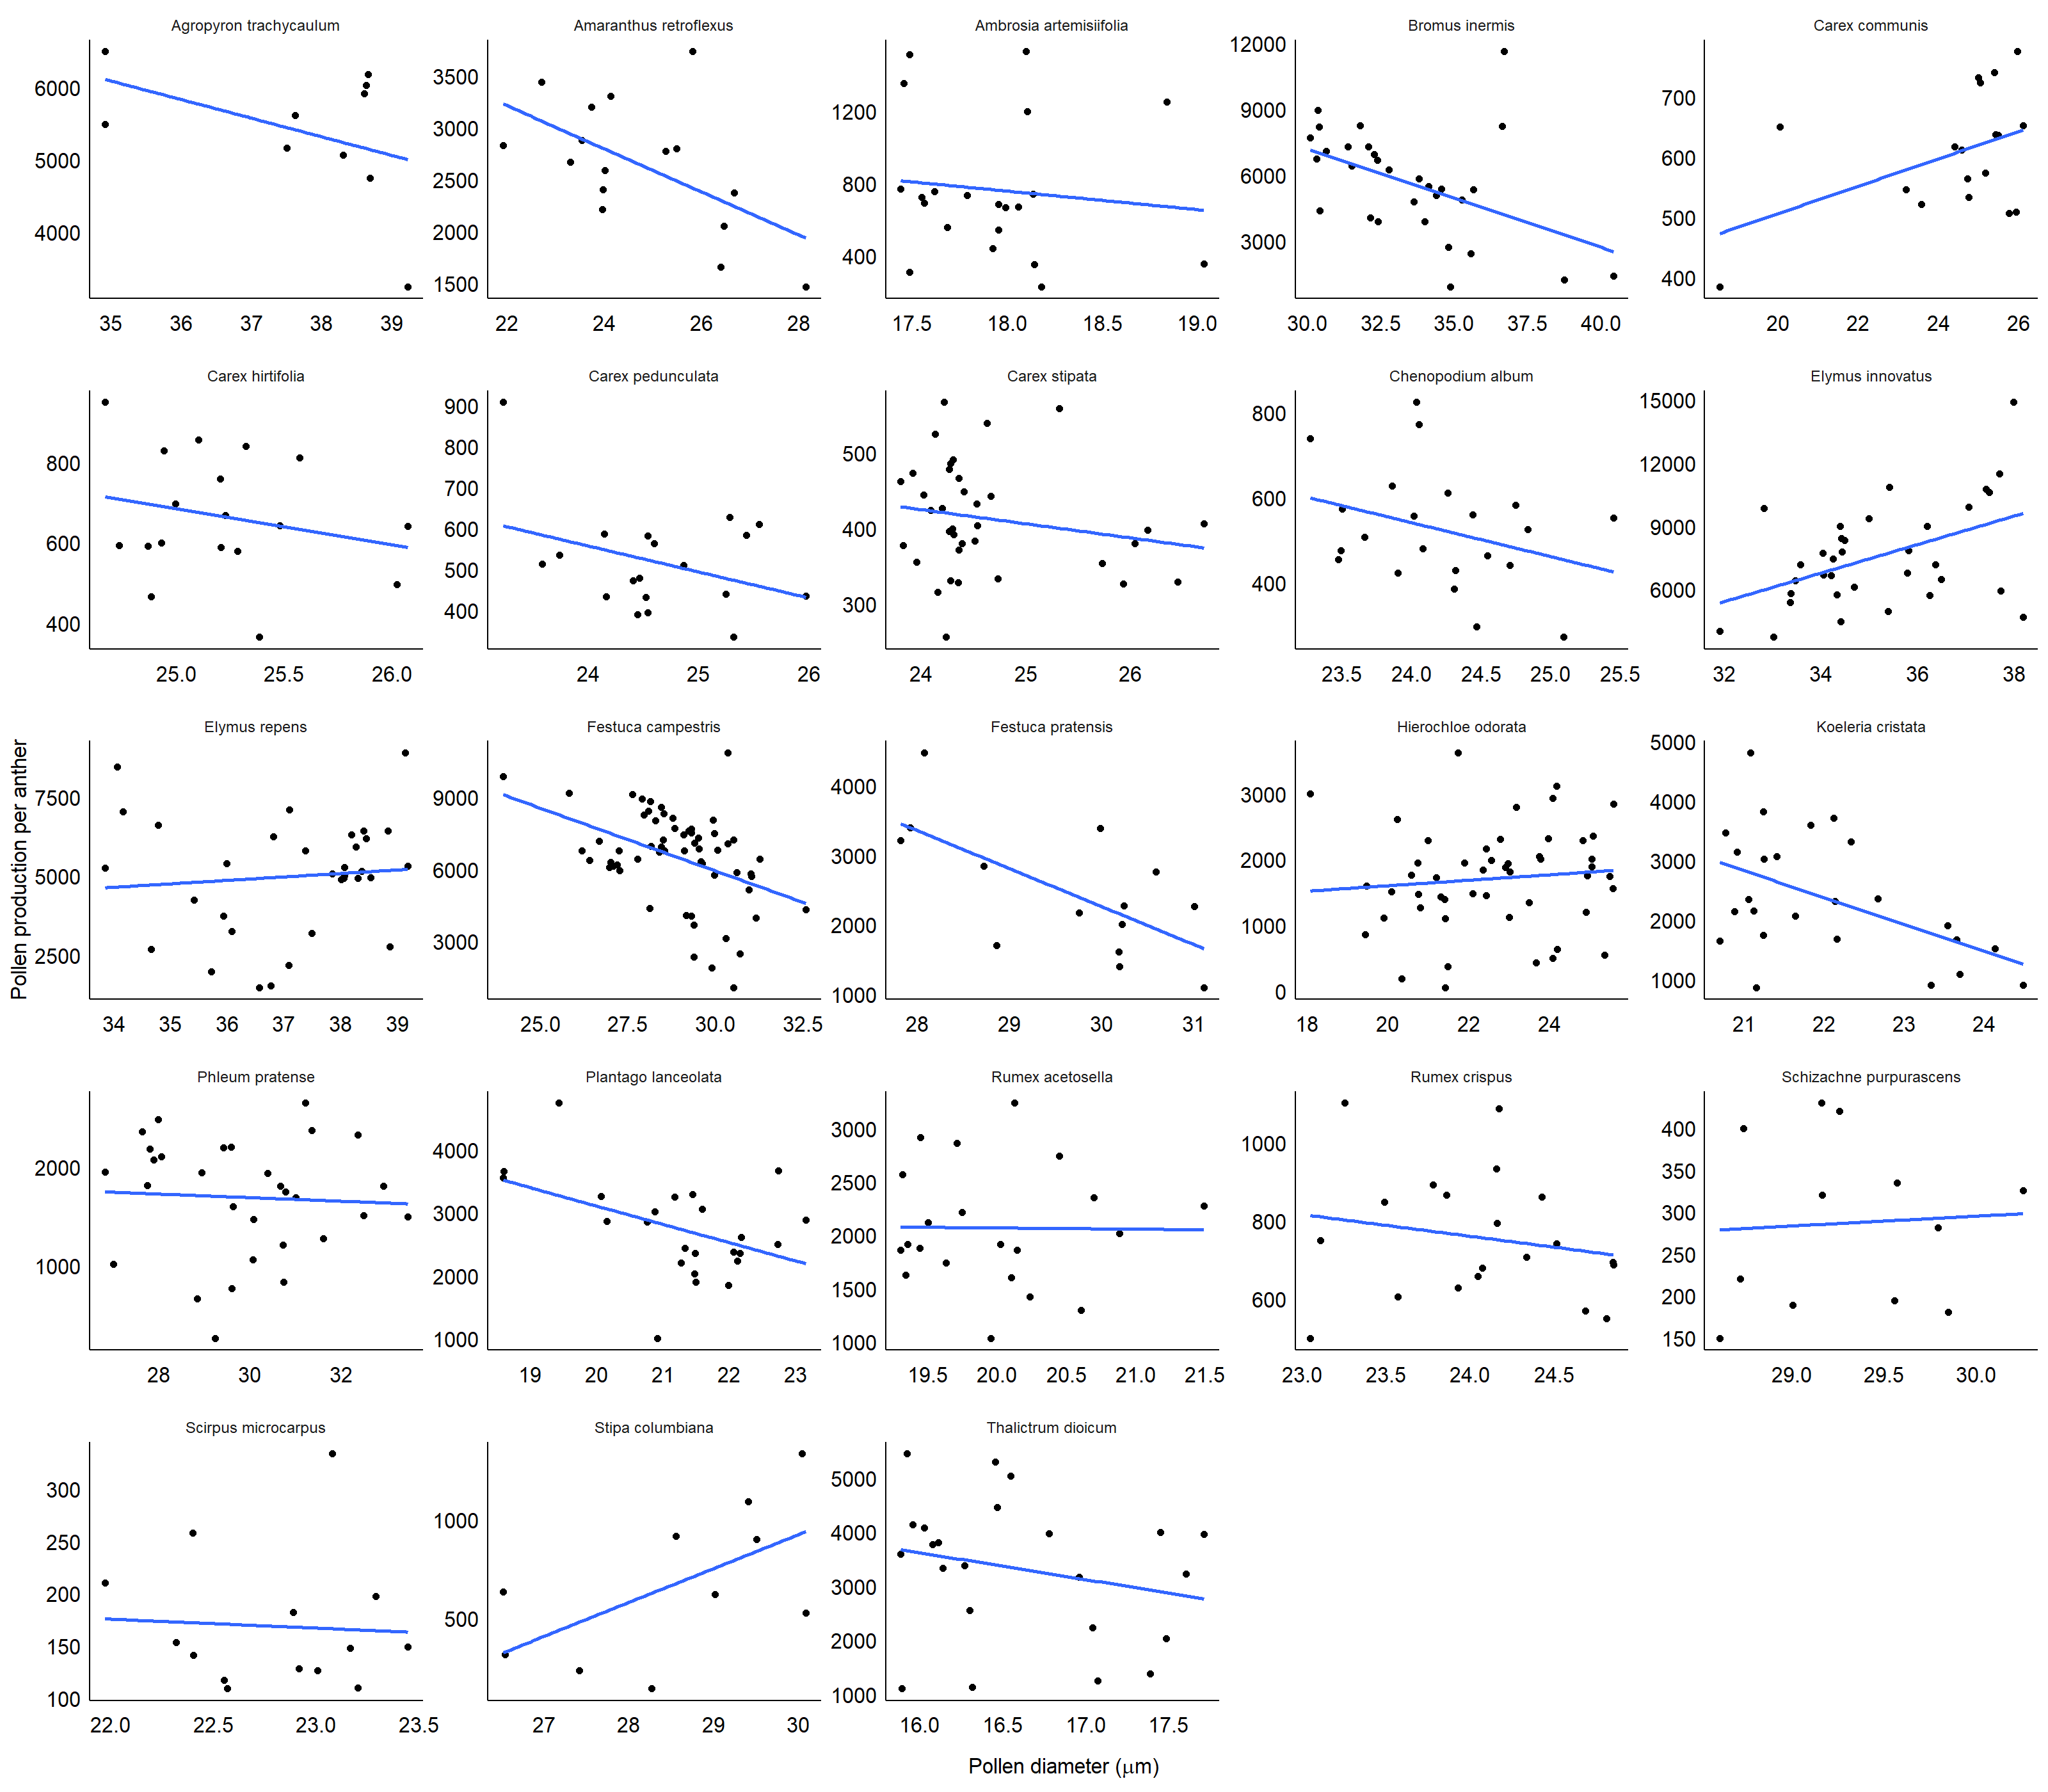 Agropyron trachycaulum Amaranthus retroflexus Ambrosia artemisiifolia Bromus inermis Carex communis
6000 5000 4000
35 36 37 38 39
3500 3000 2500 2000 1500
22 24 26 28
1200 800 400
17.5 18.0 18.5 19.0
12000 9000 6000 3000
30.0 32.5 35.0 37.5 40.0
700 600 500 400
20 22 24 26
Carex hirtifolia Carex pedunculata Carex stipata Chenopodium album Elymus innovatus
800 600 400
25.0 25.5 26.0
900 800 700 600 500 400
24 25 26
500 400 300
24 25 26
800 600 400
23.5 24.0 24.5 25.0 25.5
15000 12000 9000 6000
32 34 36 38
Pollen production per anther
Elymus repens Festuca campestris Festuca pratensis Hierochloe odorata Koeleria cristata
7500 5000 2500
34 35 36 37 38 39
9000 6000 3000
25.0 27.5 30.0 32.5
4000 3000 2000 1000
28 29 30 31
3000 2000 1000 0
18 20 22 24
5000 4000 3000 2000 1000
21 22 23 24
Phleum pratense Plantago lanceolata Rumex acetosella Rumex crispus Schizachne purpurascens
2000 1000
28 30 32
4000 3000 2000 1000
19 20 21 22 23
3000 2500 2000 1500 1000
19.5 20.0 20.5 21.0 21.5
1000 800 600
23.0 23.5 24.0 24.5
400 350 300 250 200 150
29.0 29.5 30.0
Scirpus microcarpus Stipa columbiana Thalictrum dioicum
300 250 200 150 100
22.0 22.5 23.0 23.5
1000 500
27 28 29 30
5000 4000 3000 2000 1000
16.0 16.5 17.0 17.5
Pollen diameter (μm)